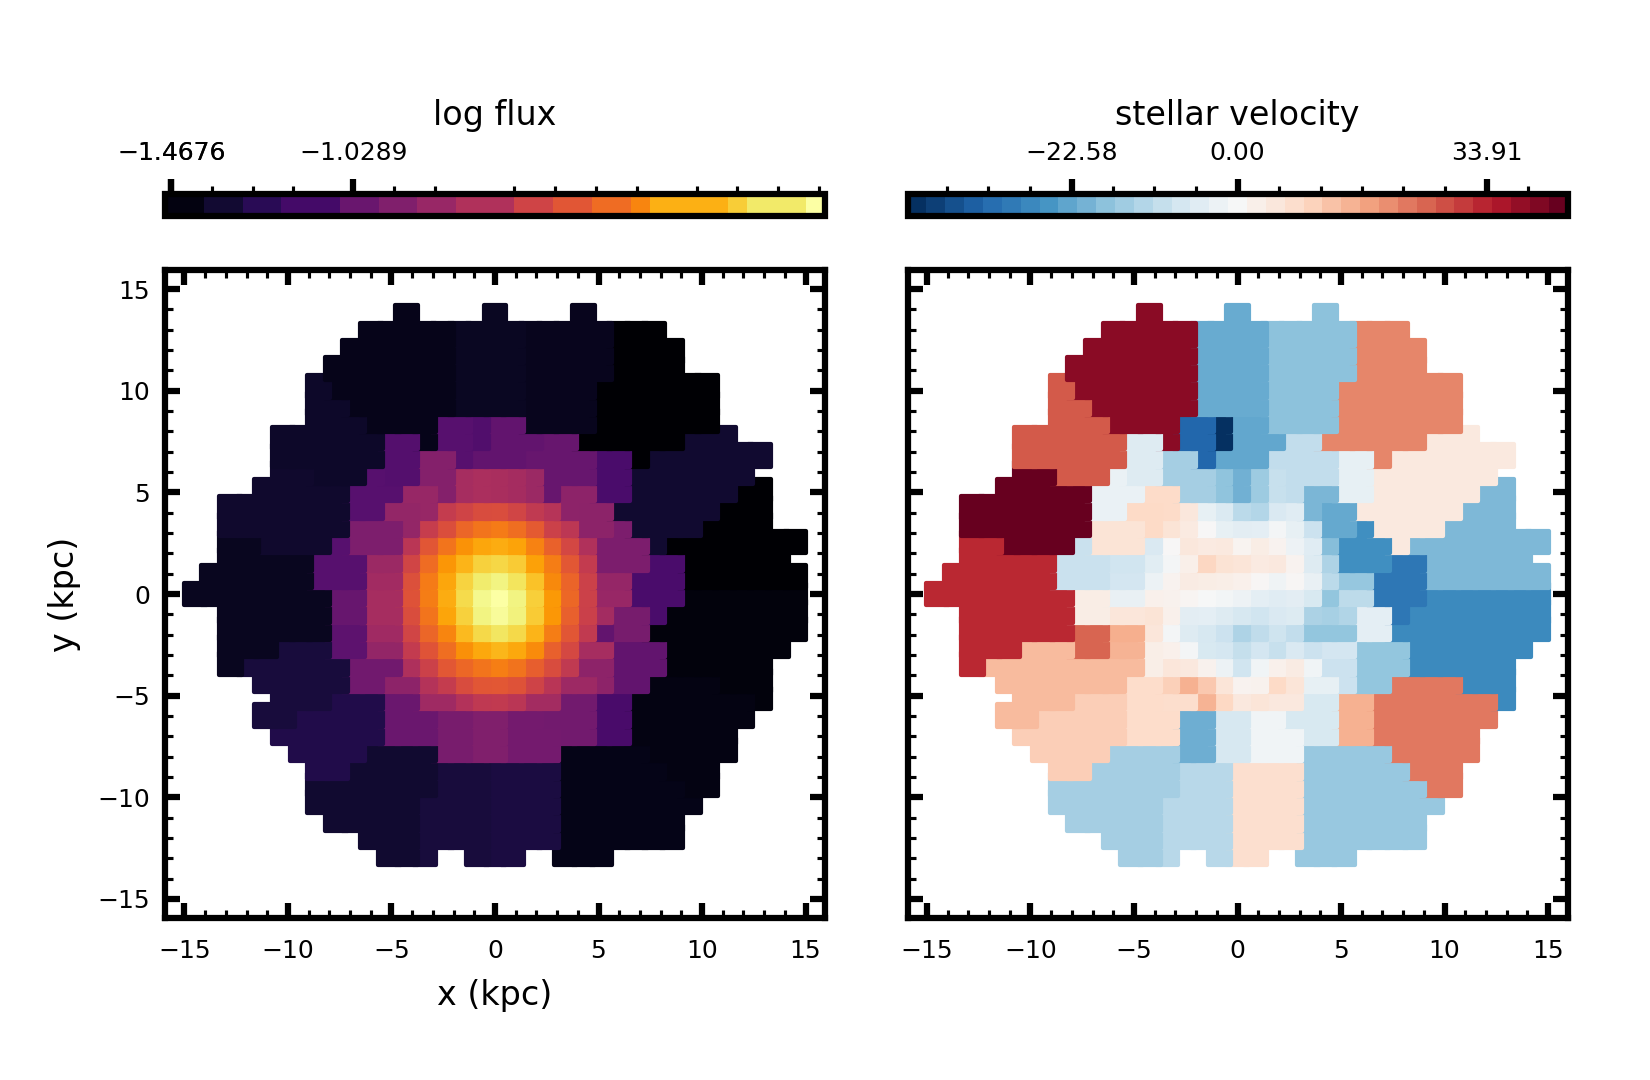 log flux
stellar velocity
−1.4676 −1.0289
−22.58 0.00 33.91
15
10
5
0
−5
−10
−15
y (kpc)
−15 −10 −5 0 5 10 15
−15 −10 −5 0 5 10 15
x (kpc)